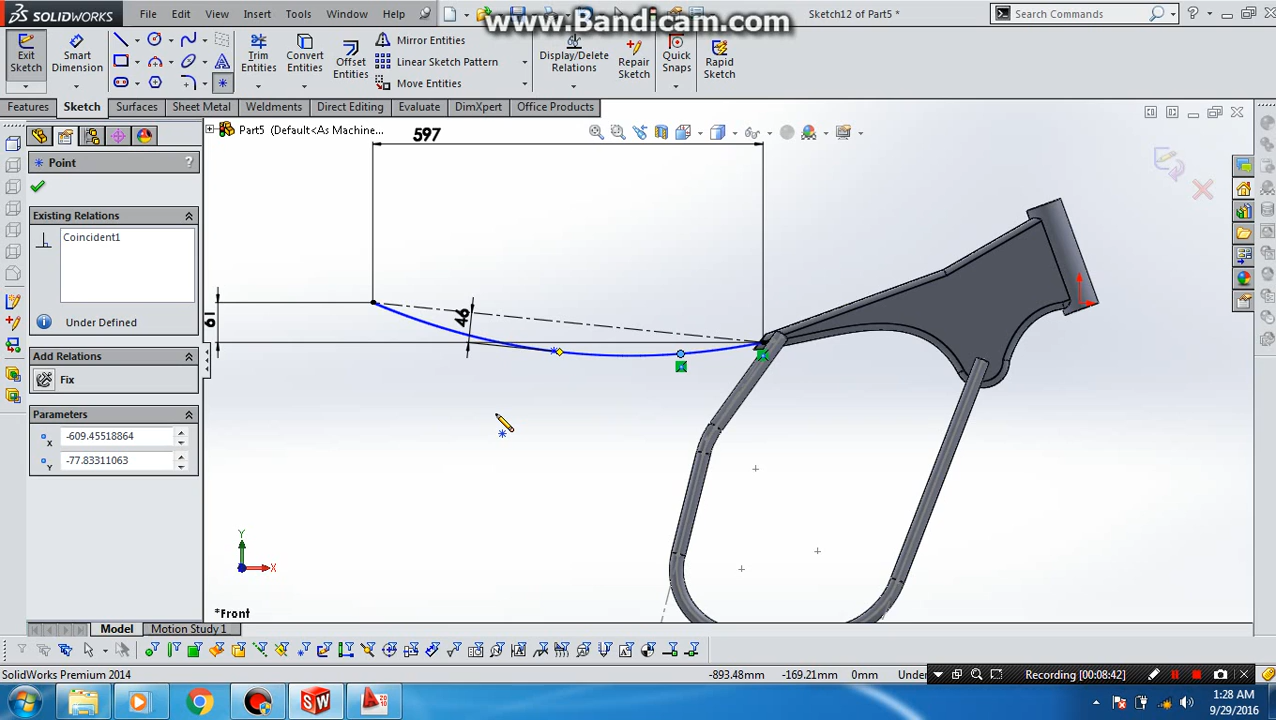 SOLIDWORKS File Edit View Insert Tools Window Help Sketch12 of Part5 * Search Commands
www.Bandicam.com
Exit Sketch Smart Dimension Trim Entities Convert Entities Offset Entities Mirror Entities Linear Sketch Pattern Move Entities Display/Delete Relations Repair Sketch Quick Snaps Rapid Sketch
Features Sketch Surfaces Sheet Metal Weldments Direct Editing Evaluate DimXpert Office Products
Part5 (Default<As Machine...
597
Point ?
Existing Relations
Coincident1
Under Defined
Add Relations
Fix
Parameters
X -609.45518864
Y -77.83311063
61
46
Y
X
*Front
Model Motion Study 1
SolidWorks Premium 2014 -893.48mm -169.21mm 0mm Under
Recording [00:08:42]
1:28 AM
9/29/2016